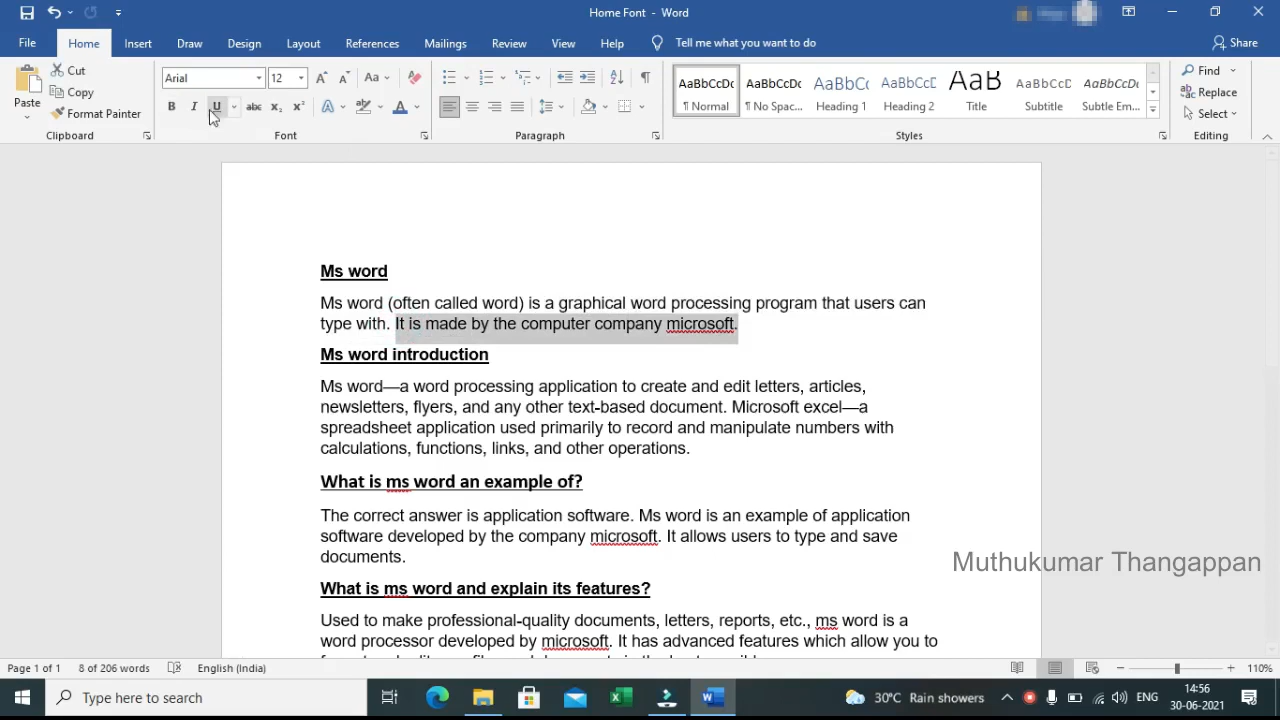 Home Font - Word
File Home Insert Draw Design Layout References Mailings Review View Help Tell me what you want to do Share
Paste
Cut
Copy
Format Painter
Arial 12 Aa
B I U abc x₂ x² A A
AaBbCcDc AaBbCcDc AaBbCc AaBbCcD AaB AaBbCcD AaBbCcDc
¶ Normal ¶ No Spac... Heading 1 Heading 2 Title Subtitle Subtle Em...
Find
Replace
Select
Clipboard Font Paragraph Styles Editing
Ms word
Ms word (often called word) is a graphical word processing program that users can
type with. It is made by the computer company microsoft.
Ms word introduction
Ms word—a word processing application to create and edit letters, articles,
newsletters, flyers, and any other text-based document. Microsoft excel—a
spreadsheet application used primarily to record and manipulate numbers with
calculations, functions, links, and other operations.
What is ms word an example of?
The correct answer is application software. Ms word is an example of application
software developed by the company microsoft. It allows users to type and save
documents.
Muthukumar Thangappan
What is ms word and explain its features?
Used to make professional-quality documents, letters, reports, etc., ms word is a
word processor developed by microsoft. It has advanced features which allow you to
Page 1 of 1 8 of 206 words English (India) 110%
Type here to search
30°C Rain showers ENG 14:56
30-06-2021